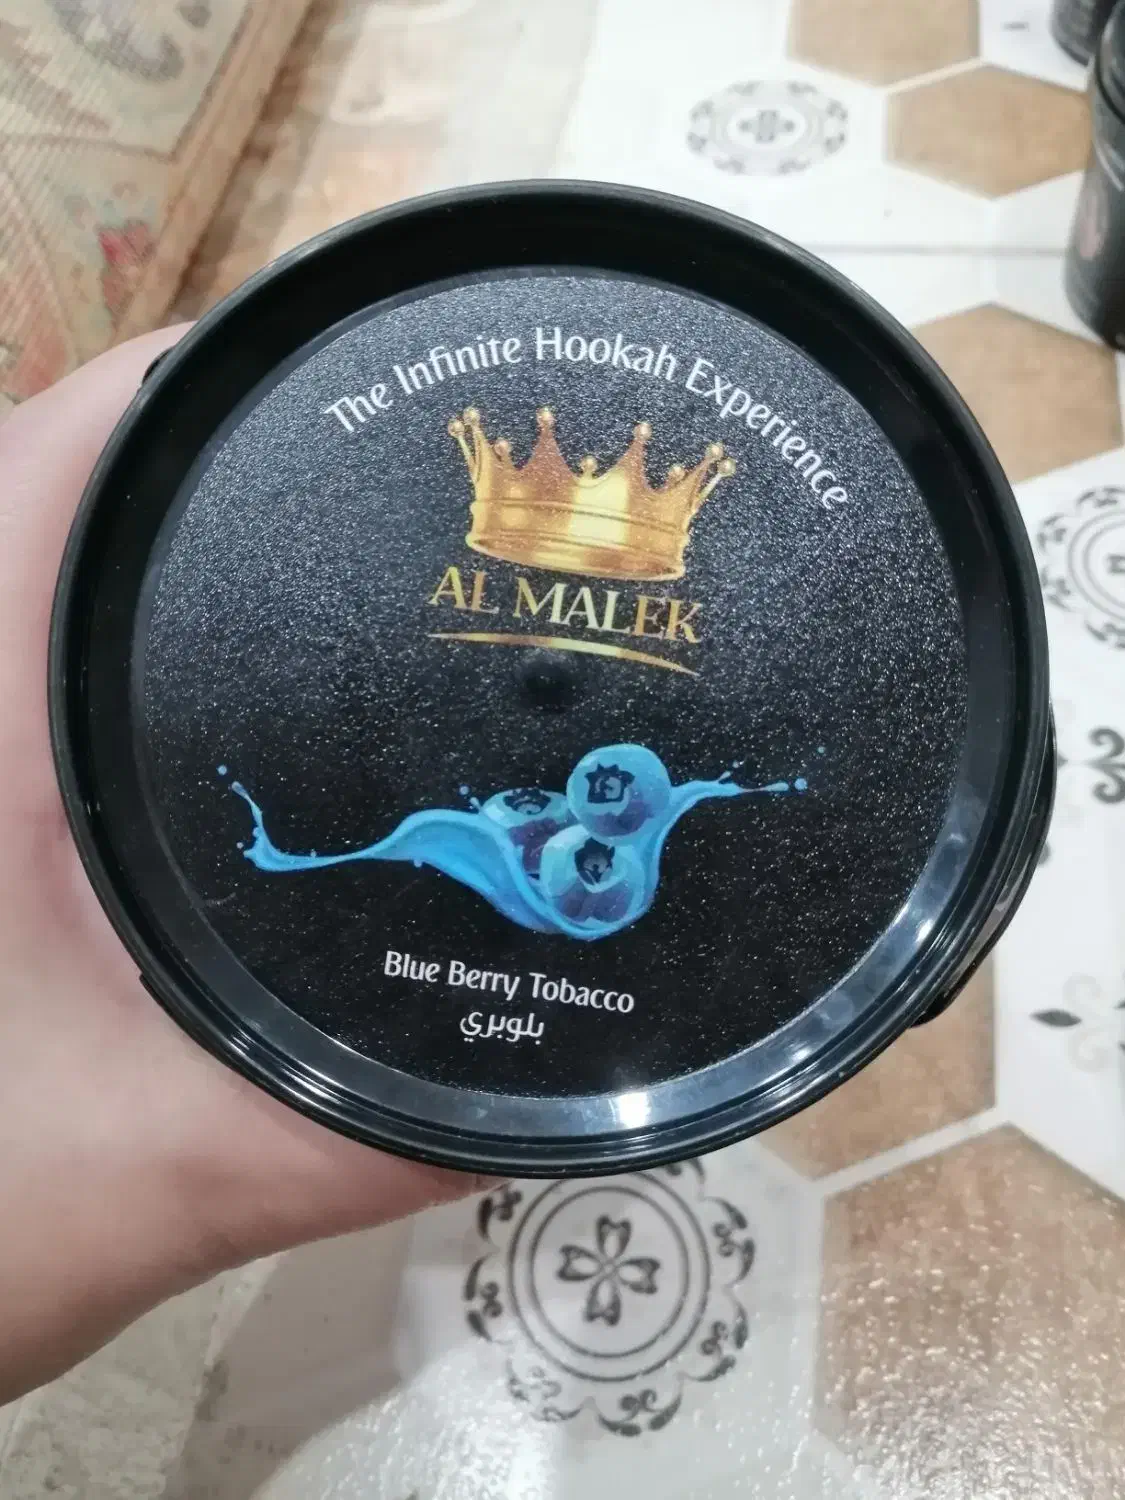 The Infinite Hookah Experience
AL MALEK
Blue Berry Tobacco
بلوبري